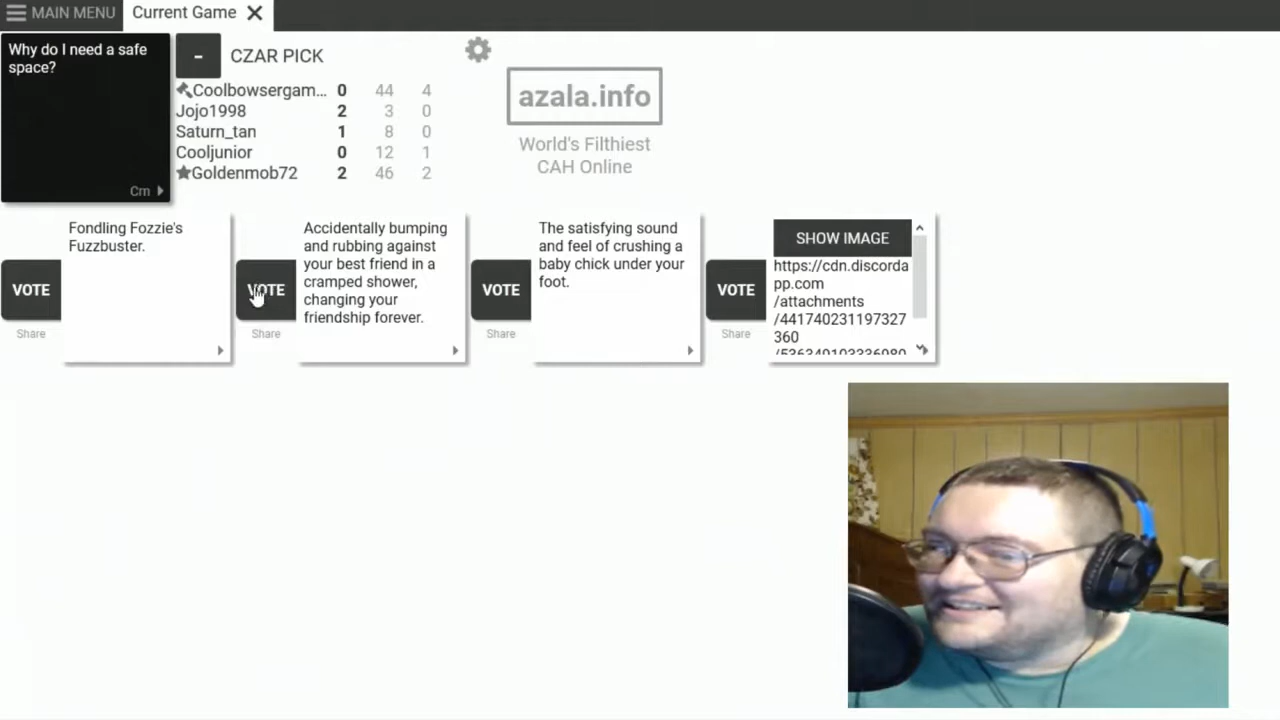 MAIN MENU
Current Game
Why do I need a safe
space?
Cm
-
CZAR PICK
Coolbowsergam... 0 44 4
Jojo1998 2 3 0
Saturn_tan 1 8 0
Cooljunior 0 12 1
Goldenmob72 2 46 2
azala.info
World's Filthiest
CAH Online
VOTE
Share
Fondling Fozzie's
Fuzzbuster.
VOTE
Share
Accidentally bumping
and rubbing against
your best friend in a
cramped shower,
changing your
friendship forever.
VOTE
Share
The satisfying sound
and feel of crushing a
baby chick under your
foot.
VOTE
Share
SHOW IMAGE
https://cdn.discorda
pp.com
/attachments
/441740231197327
360